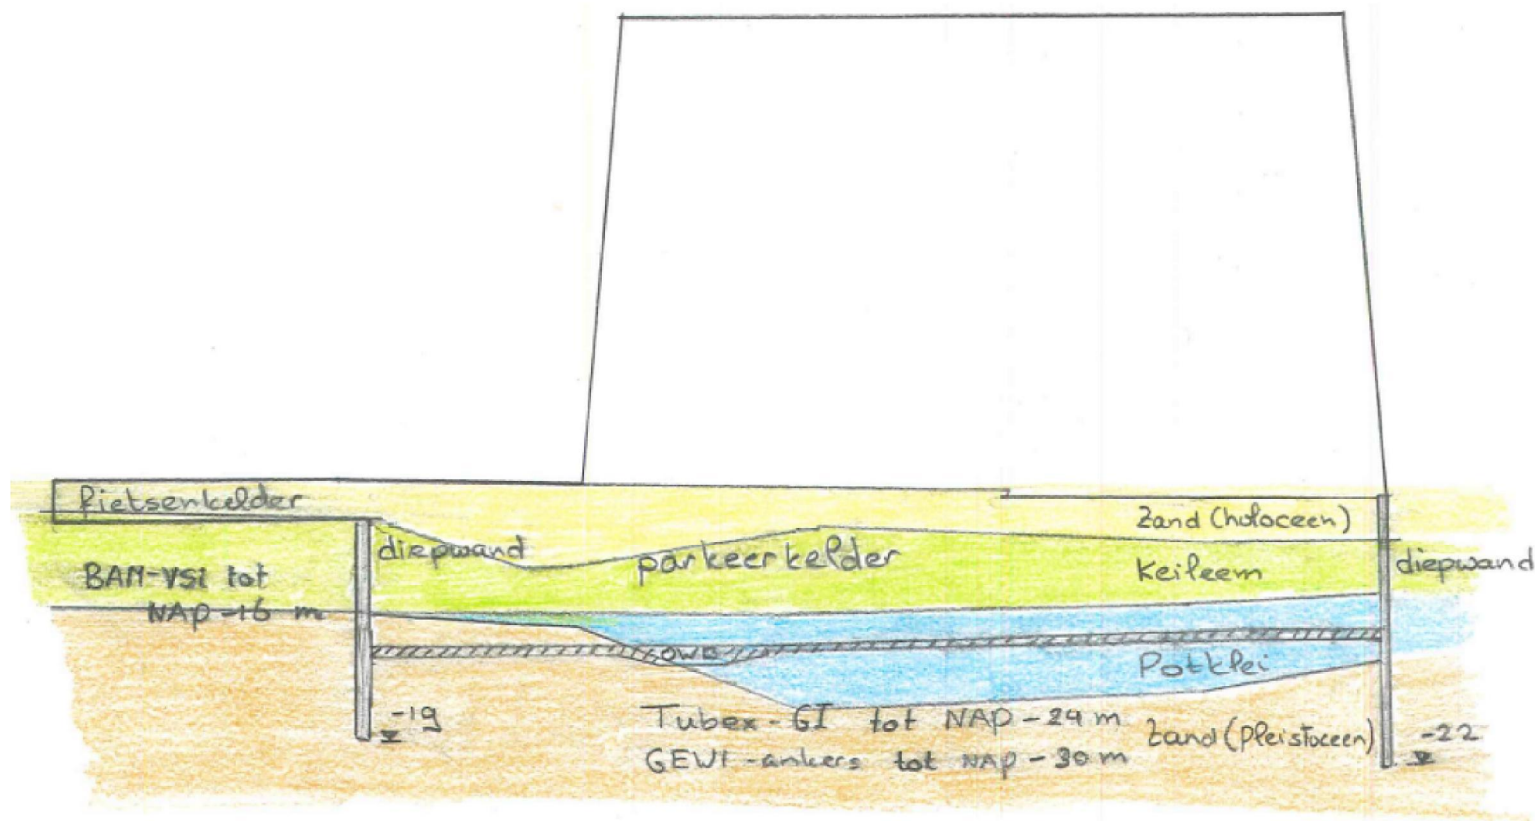 fietsenkelder
Zand (holoceen)
diepwand
parkeerkelder
Keileem
diepwand
BAM-VSI tot
NAP -16 m
OWB
Potklei
-19
Tubex - GI tot NAP - 24 m
Zand (Pleistoceen)
-22
GEWI -ankers tot NAP - 30 m